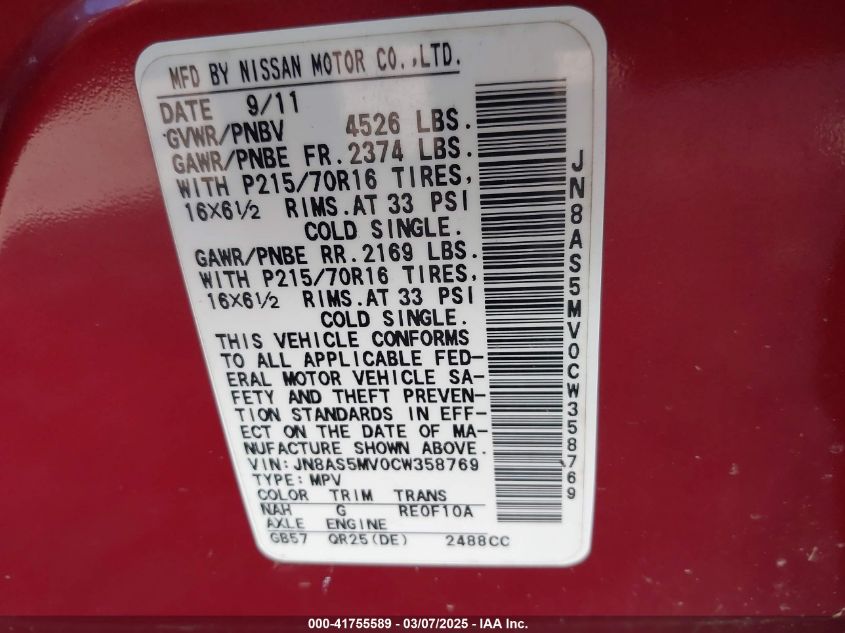 MFD BY NISSAN MOTOR CO.,LTD.
DATE 9/11
GVWR/PNBV 4526 LBS.
GAWR/PNBE FR. 2374 LBS.
WITH P215/70R16 TIRES,
16X6½ RIMS.AT 33 PSI
COLD SINGLE.
GAWR/PNBE RR. 2169 LBS.
WITH P215/70R16 TIRES,
16X6½ RIMS.AT 33 PSI
COLD SINGLE.
THIS VEHICLE CONFORMS
TO ALL APPLICABLE FED-
ERAL MOTOR VEHICLE SA-
FETY AND THEFT PREVEN-
TION STANDARDS IN EFF-
ECT ON THE DATE OF MA-
NUFACTURE SHOWN ABOVE.
VIN:JN8AS5MV0CW358769
TYPE:MPV
COLOR TRIM TRANS
NAH G RE0F10A
AXLE ENGINE
GB57 QR25(DE) 2488CC
JN8AS5MV0CW358769
000-41755589 - 03/07/2025 - IAA Inc.